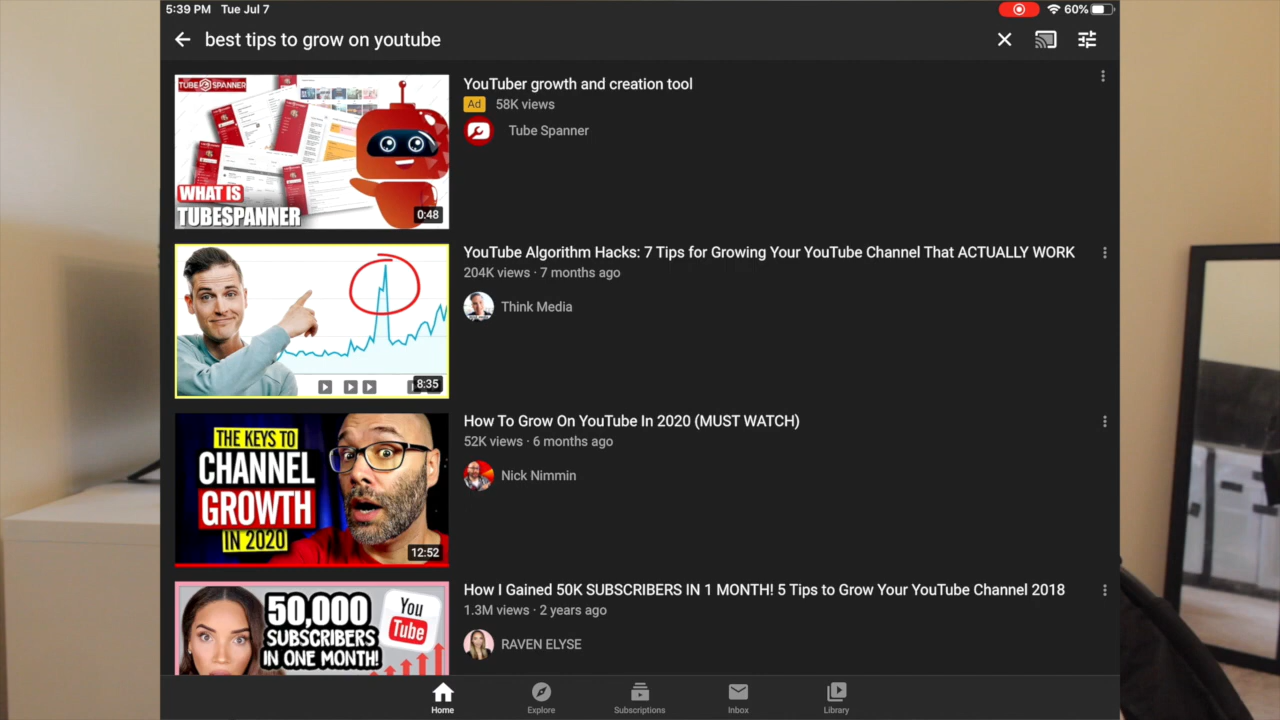 5:39 PM Tue Jul 7
60%
best tips to grow on youtube
TUBE SPANNER
WHAT IS
TUBESPANNER
0:48
YouTuber growth and creation tool
Ad 58K views
Tube Spanner
8:35
YouTube Algorithm Hacks: 7 Tips for Growing Your YouTube Channel That ACTUALLY WORK
204K views · 7 months ago
Think Media
THE KEYS TO
CHANNEL
GROWTH
IN 2020
12:52
How To Grow On YouTube In 2020 (MUST WATCH)
52K views · 6 months ago
Nick Nimmin
50,000
SUBSCRIBERS
IN ONE MONTH!
You
Tube
How I Gained 50K SUBSCRIBERS IN 1 MONTH! 5 Tips to Grow Your YouTube Channel 2018
1.3M views · 2 years ago
RAVEN ELYSE
Home
Explore
Subscriptions
Inbox
Library